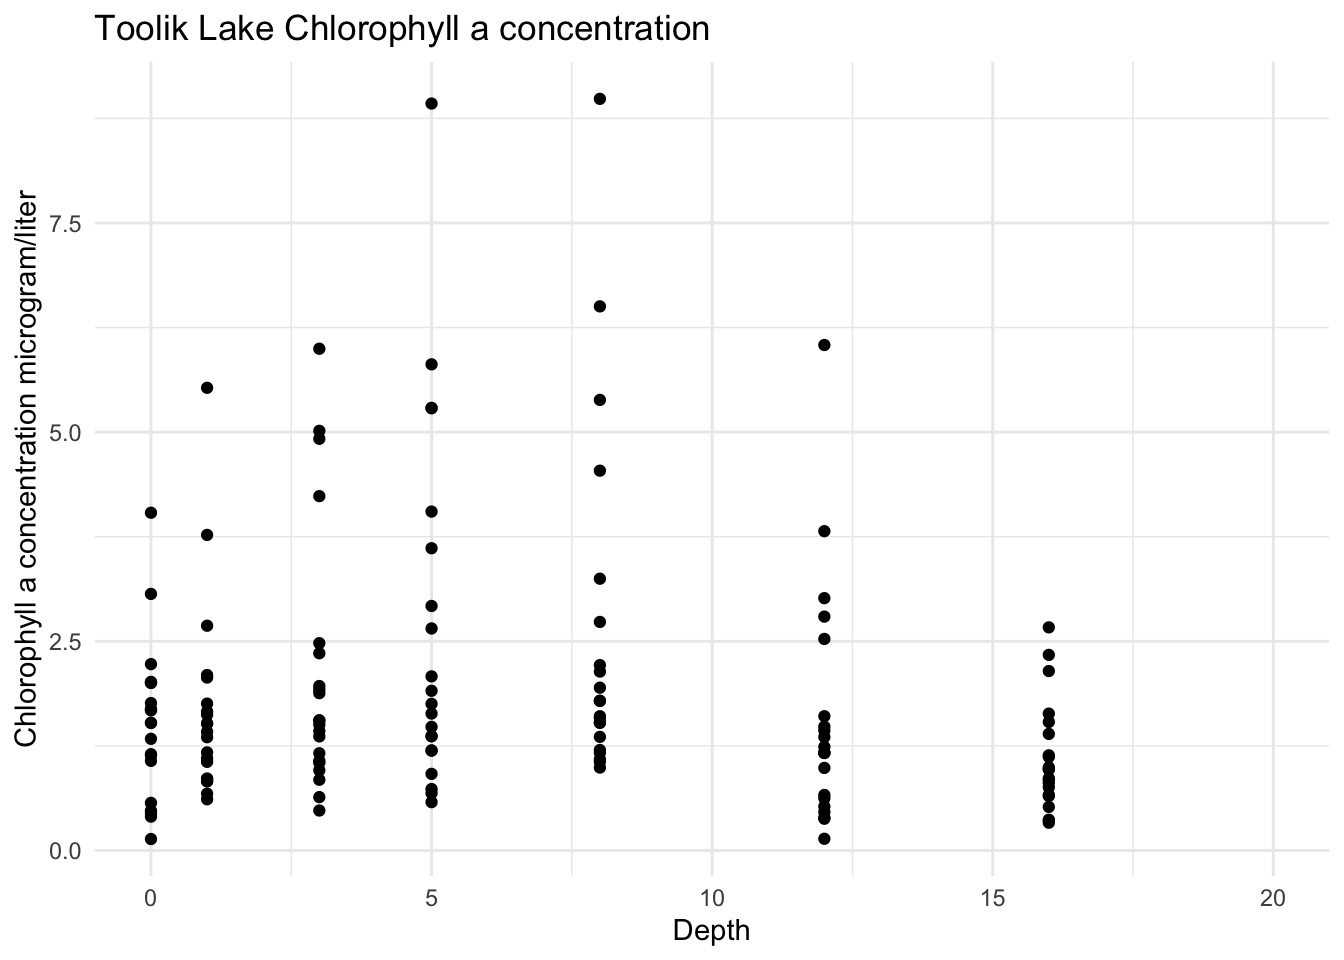 Toolik Lake Chlorophyll a concentration
Chlorophyll a concentration microgram/liter
7.5
5.0
2.5
0.0
0 5 10 15 20
Depth